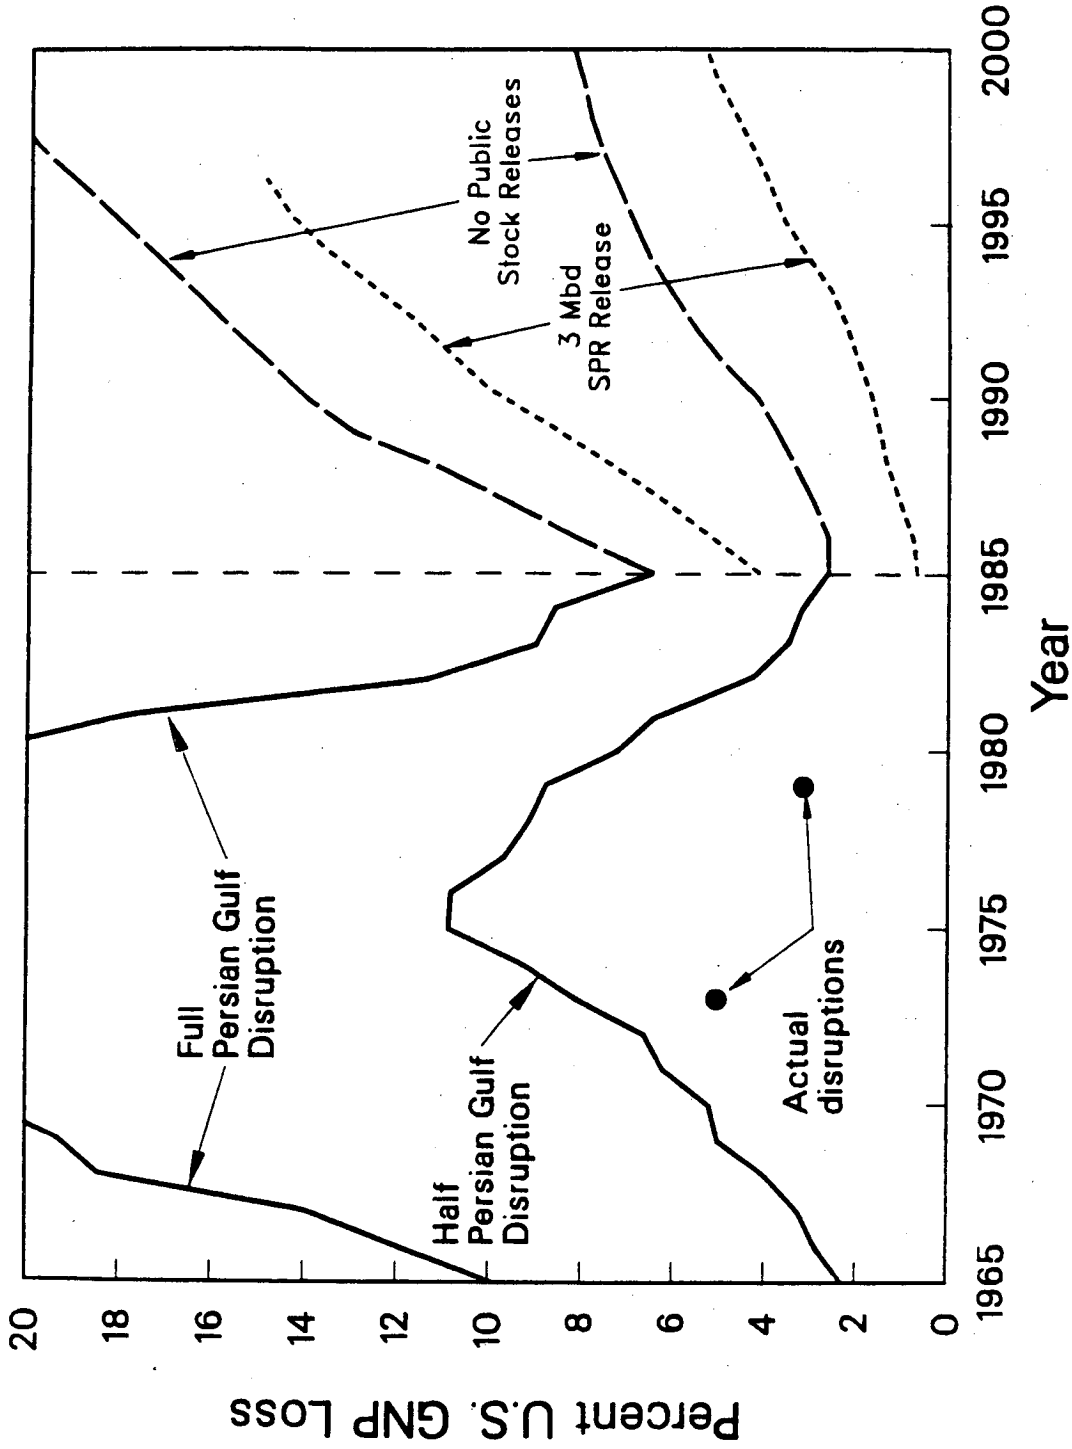 Percent U.S. GNP Loss
20
18
16
14
12
10
8
6
4
2
0
Full
Persian Gulf
Disruption
Half
Persian Gulf
Disruption
Actual
disruptions
No Public
Stock Releases
3 Mbd
SPR Release
1965
1970
1975
1980
1985
1990
1995
2000
Year